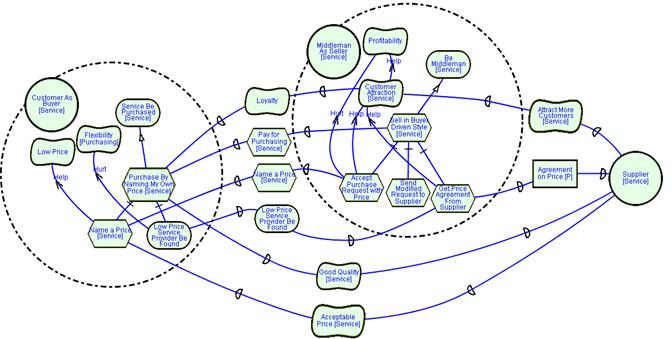 Customer As
Buyer
[Service]
Low Price
Flexibility
[Purchasing]
Service Be
Purchased
[Service]
Help
Hurt
Purchase By
Naming My Own
Price [Service]
Name a Price
[Service]
Low Price
Service
Provider Be
Found
Loyalty
Pay for
Purchasing
[Service]
Name a Price
[Service]
Low Price
Service Provider
Be Found
Good Quality
[Service]
Acceptable
Price [Service]
Middleman
As Seller
[Service]
Profitability
Help
Customer
Attraction
[Service]
Be
Middleman
[Service]
Hurt
Help
Help
Sell in Buyer
Driven Style
[Service]
Accept
Purchase
Request with
Price
Send
Modified
Request to
Supplier
Get Price
Agreement
From
Supplier
Attract More
Customers
[Service]
Agreement
on Price [P]
Supplier
[Service]